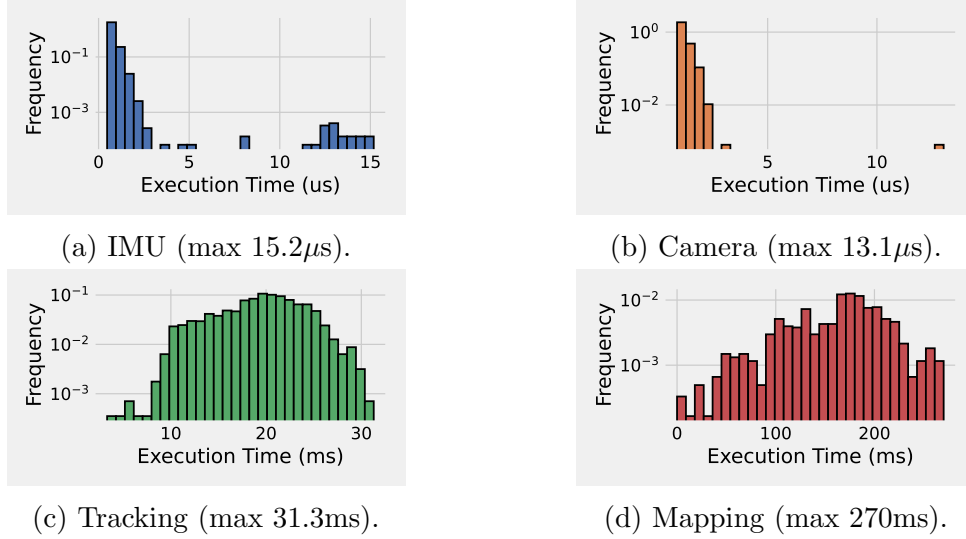 Frequency
10⁻¹
10⁻³
0 5 10 15
Execution Time (us)
(a) IMU (max 15.2μs).
Frequency
10⁰
10⁻²
5 10
Execution Time (us)
(b) Camera (max 13.1μs).
Frequency
10⁻¹
10⁻²
10⁻³
10 20 30
Execution Time (ms)
(c) Tracking (max 31.3ms).
Frequency
10⁻²
10⁻³
0 100 200
Execution Time (ms)
(d) Mapping (max 270ms).